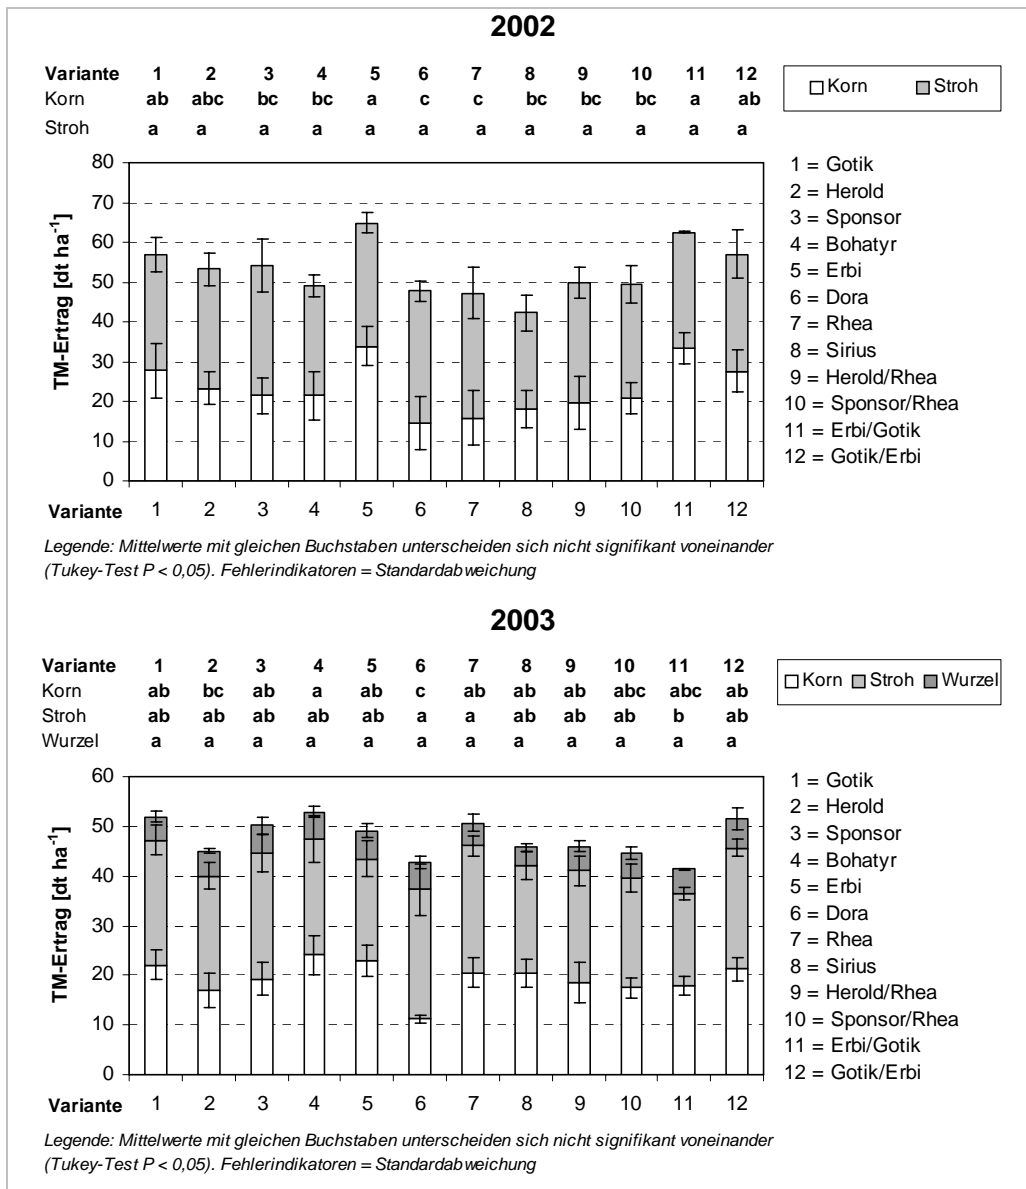 2002
Variante 1 2 3 4 5 6 7 8 9 10 11 12
Korn ab abc bc bc a c c bc bc bc a ab
Stroh a a a a a a a a a a a a
Korn Stroh
80
70
60
50
40
30
20
10
0
TM-Ertrag [dt ha-1]
1 = Gotik
2 = Herold
3 = Sponsor
4 = Bohatyr
5 = Erbi
6 = Dora
7 = Rhea
8 = Sirius
9 = Herold/Rhea
10 = Sponsor/Rhea
11 = Erbi/Gotik
12 = Gotik/Erbi
Variante 1 2 3 4 5 6 7 8 9 10 11 12
Legende: Mittelwerte mit gleichen Buchstaben unterscheiden sich nicht signifikant voneinander
(Tukey-Test P < 0,05). Fehlerindikatoren = Standardabweichung
2003
Variante 1 2 3 4 5 6 7 8 9 10 11 12
Korn ab bc ab a ab c ab ab ab abc abc ab
Stroh ab ab ab ab ab a a ab ab ab b ab
Wurzel a a a a a a a a a a a a
Korn Stroh Wurzel
60
50
40
30
20
10
0
TM-Ertrag [dt ha-1]
1 = Gotik
2 = Herold
3 = Sponsor
4 = Bohatyr
5 = Erbi
6 = Dora
7 = Rhea
8 = Sirius
9 = Herold/Rhea
10 = Sponsor/Rhea
11 = Erbi/Gotik
12 = Gotik/Erbi
Variante 1 2 3 4 5 6 7 8 9 10 11 12
Legende: Mittelwerte mit gleichen Buchstaben unterscheiden sich nicht signifikant voneinander
(Tukey-Test P < 0,05). Fehlerindikatoren = Standardabweichung